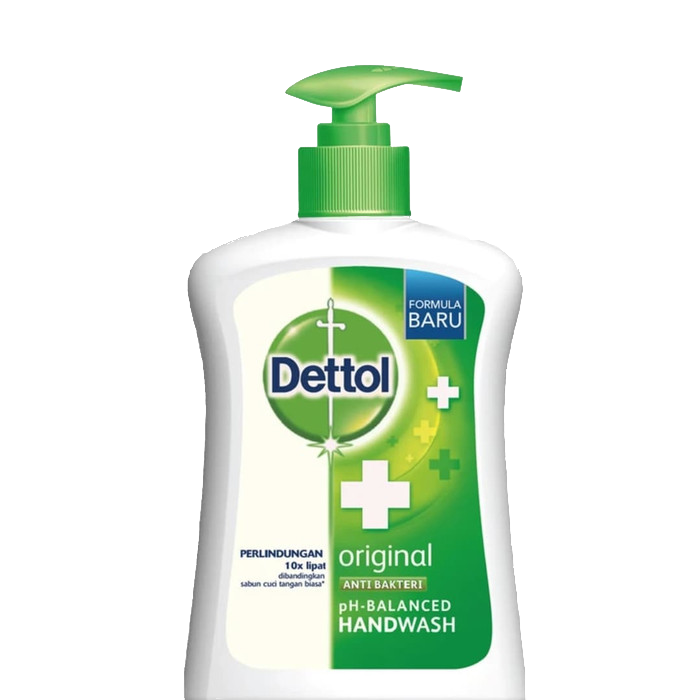 FORMULA
BARU
Dettol
PERLINDUNGAN
10x lipat
dibandingkan
sabun cuci tangan biasa*
original
ANTI BAKTERI
pH-BALANCED
HANDWASH